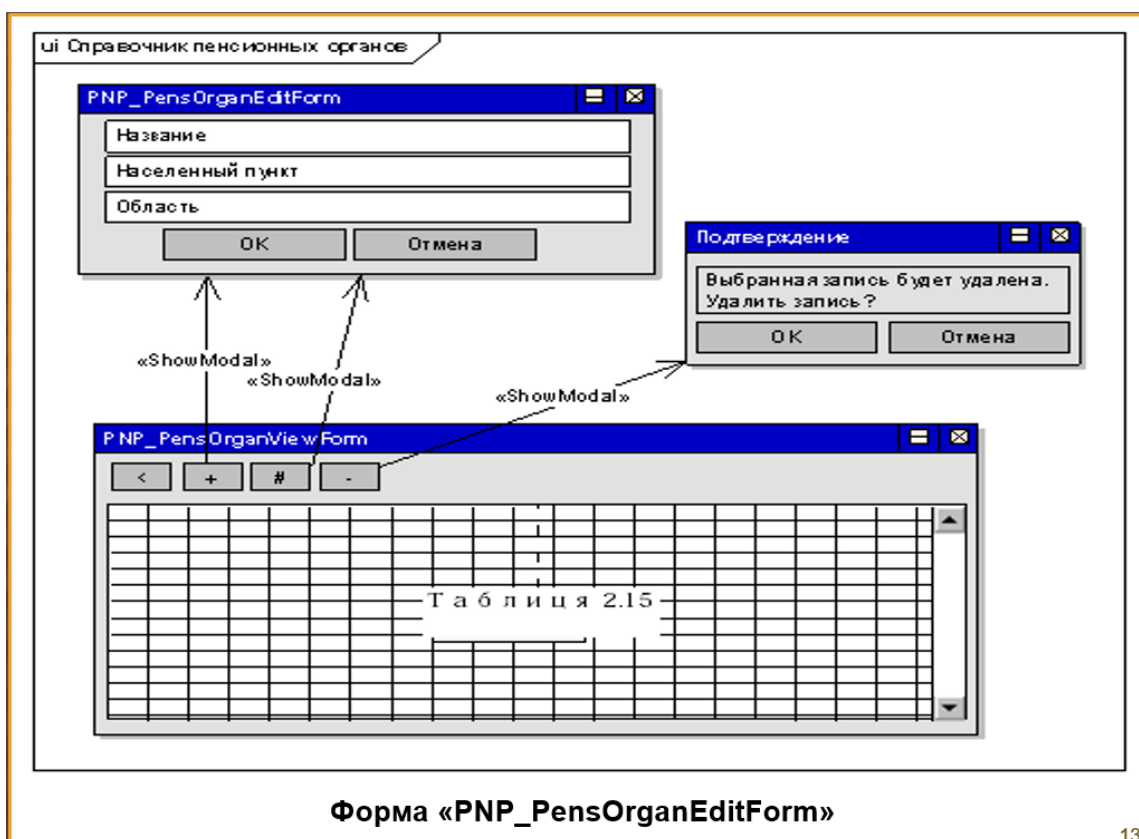 ui Справочник пенсионных органов
PNP_PensOrganEditForm
Название
Населенный пункт
Область
OK
Отмена
Подтверждение
Выбранная запись будет удалена.
Удалить запись?
OK
Отмена
«ShowModal»
«ShowModal»
«ShowModal»
PNP_PensOrganViewForm
< + # -
Таблиця 2.15
Форма «PNP_PensOrganEditForm»
13